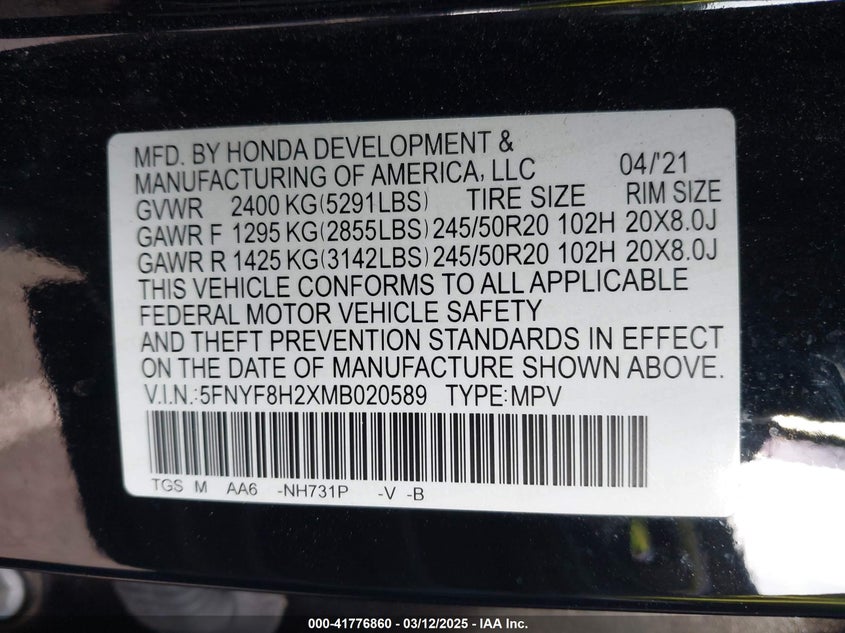 MFD. BY HONDA DEVELOPMENT &
MANUFACTURING OF AMERICA, LLC 04/'21
GVWR 2400 KG(5291LBS) TIRE SIZE RIM SIZE
GAWR F 1295 KG(2855LBS) 245/50R20 102H 20X8.0J
GAWR R 1425 KG(3142LBS) 245/50R20 102H 20X8.0J
THIS VEHICLE CONFORMS TO ALL APPLICABLE
FEDERAL MOTOR VEHICLE SAFETY
AND THEFT PREVENTION STANDARDS IN EFFECT
ON THE DATE OF MANUFACTURE SHOWN ABOVE.
V.I.N.:5FNYF8H2XMB020589 TYPE:MPV
TGS M AA6 -NH731P -V -B
000-41776860 - 03/12/2025 - IAA Inc.